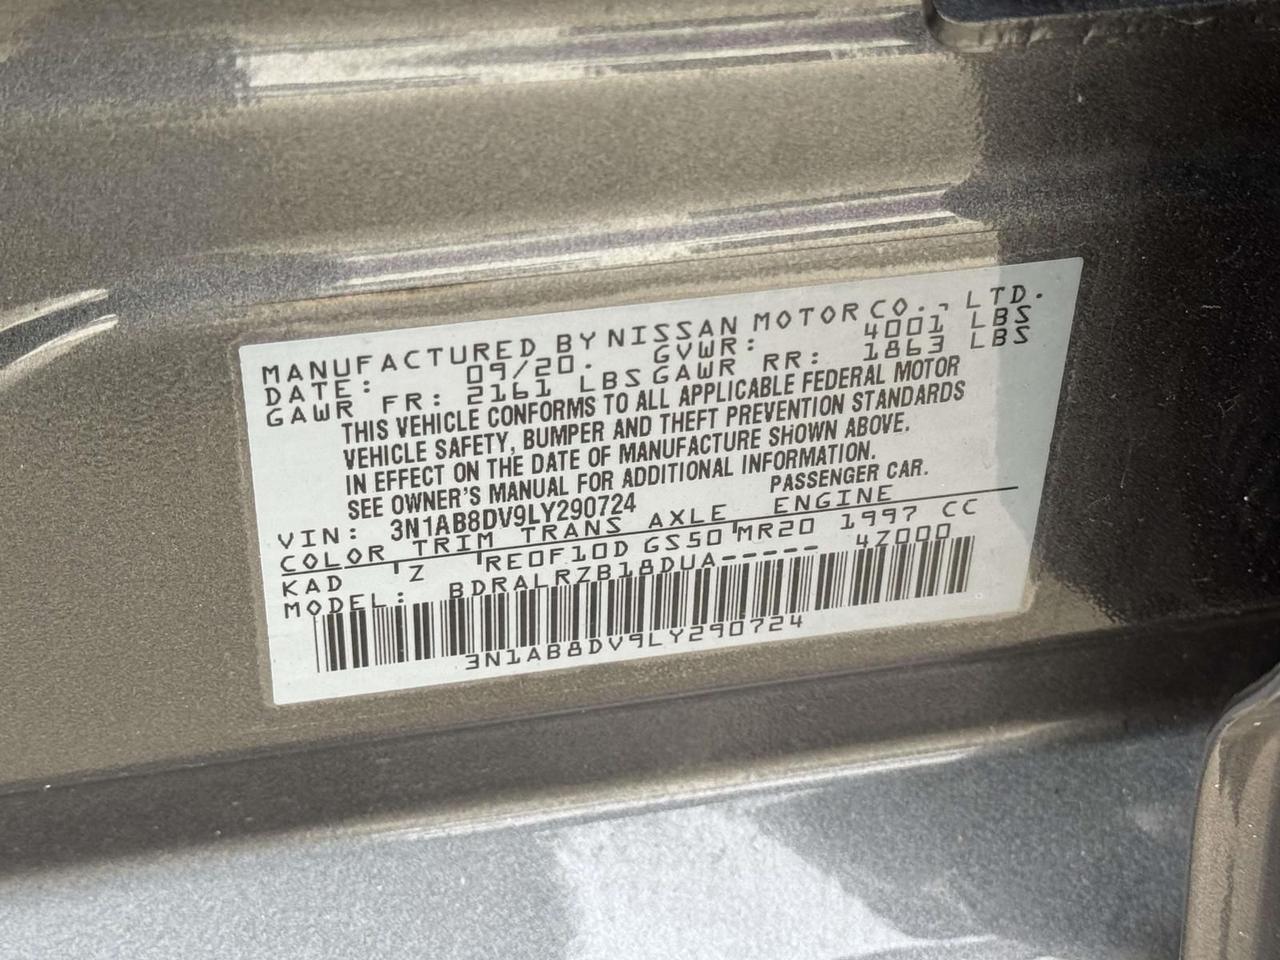 MANUFACTURED BY NISSAN MOTOR CO., LTD.
DATE: 09/20. GVWR: 4001 LBS
GAWR FR: 2161 LBS GAWR RR: 1863 LBS
THIS VEHICLE CONFORMS TO ALL APPLICABLE FEDERAL MOTOR
VEHICLE SAFETY, BUMPER AND THEFT PREVENTION STANDARDS
IN EFFECT ON THE DATE OF MANUFACTURE SHOWN ABOVE.
SEE OWNER'S MANUAL FOR ADDITIONAL INFORMATION.
VIN: 3N1AB8DV9LY290724 PASSENGER CAR.
COLOR TRIM TRANS AXLE ENGINE
KAD Z RE0F10D GS50 MR20 1997 CC
MODEL: BDRALRZB18DUA----- 4Z000
3N1AB8DV9LY290724